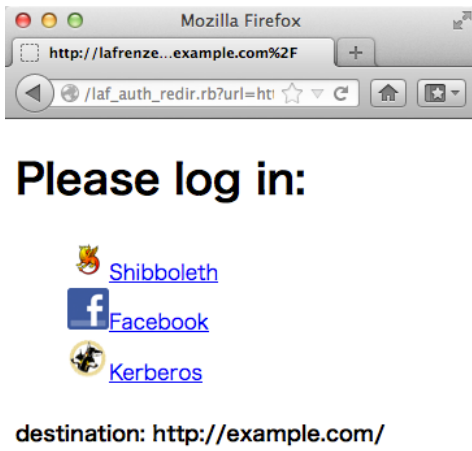 Mozilla Firefox
http://lafrenze...example.com%2F
/laf_auth_redir.rb?url=htt
Please log in:
Shibboleth
Facebook
Kerberos
destination: http://example.com/